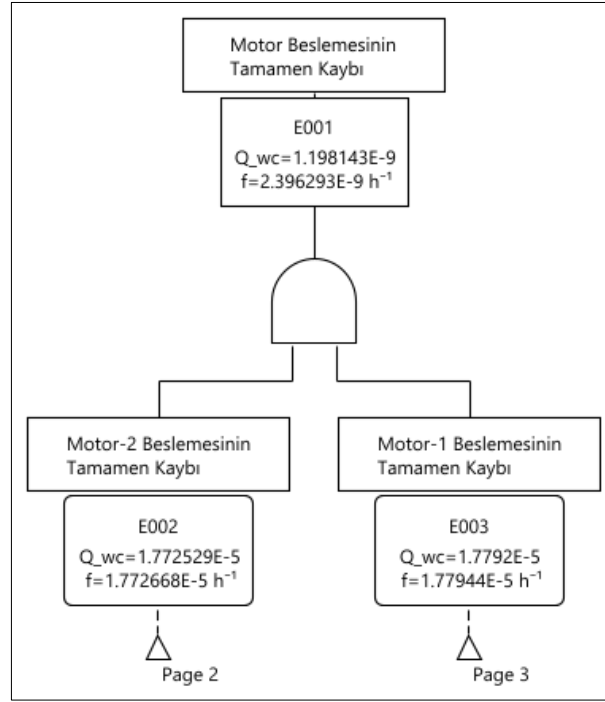 Motor Beslemesinin
Tamamen Kaybı
E001
Q_wc=1.198143E-9
f=2.396293E-9 h⁻¹
Motor-2 Beslemesinin
Tamamen Kaybı
Motor-1 Beslemesinin
Tamamen Kaybı
E002
Q_wc=1.772529E-5
f=1.772668E-5 h⁻¹
E003
Q_wc=1.7792E-5
f=1.77944E-5 h⁻¹
Page 2
Page 3